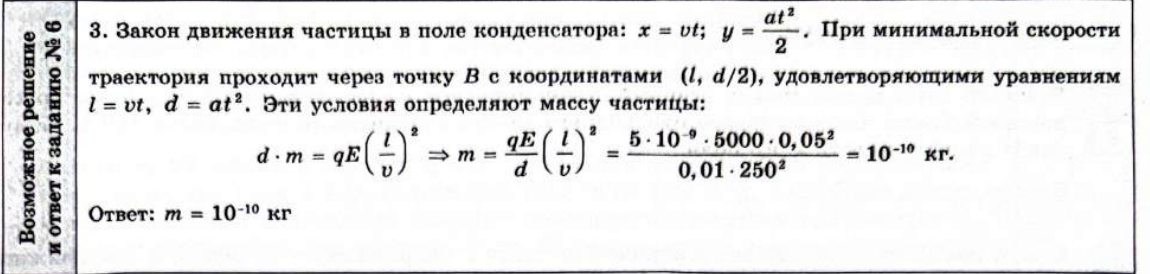 Возможное решение
и ответ к заданию № 6
3. Закон движения частицы в поле конденсатора: x = vt; y = at²/2. При минимальной скорости
траектория проходит через точку B с координатами (l, d/2), удовлетворяющими уравнениям
l = vt, d = at². Эти условия определяют массу частицы:
d · m = qE(l/v)² ⇒ m = qE/d (l/v)² = 5 · 10⁻⁹ · 5000 · 0,05² / 0,01 · 250² = 10⁻¹⁰ кг.
Ответ: m = 10⁻¹⁰ кг